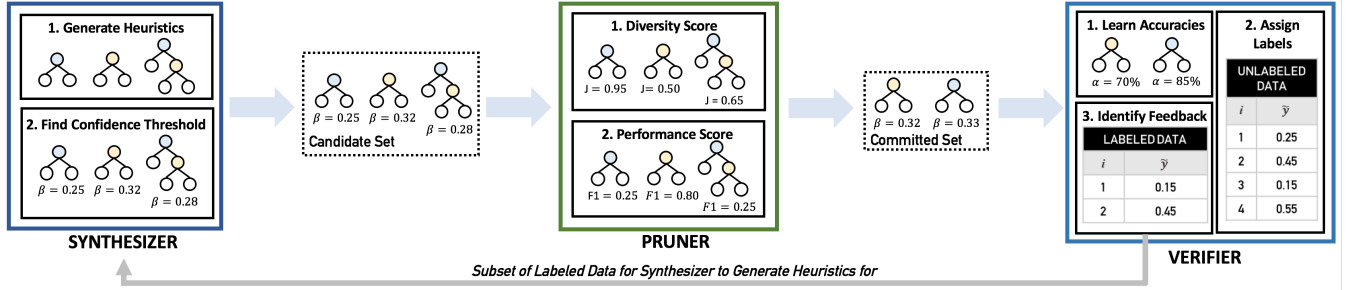 1. Generate Heuristics
2. Find Confidence Threshold
β = 0.25 β = 0.32
β = 0.28
SYNTHESIZER
β = 0.25 β = 0.32
β = 0.28
Candidate Set
1. Diversity Score
J = 0.95 J= 0.50
J = 0.65
2. Performance Score
F1 = 0.25 F1 = 0.80
F1 = 0.25
PRUNER
β = 0.32 β = 0.33
Committed Set
1. Learn Accuracies
α = 70% α = 85%
3. Identify Feedback
LABELED DATA
i ỹ
1 0.15
2 0.45
2. Assign
Labels
UNLABELED
DATA
i ỹ
1 0.25
2 0.45
3 0.15
4 0.55
VERIFIER
Subset of Labeled Data for Synthesizer to Generate Heuristics for